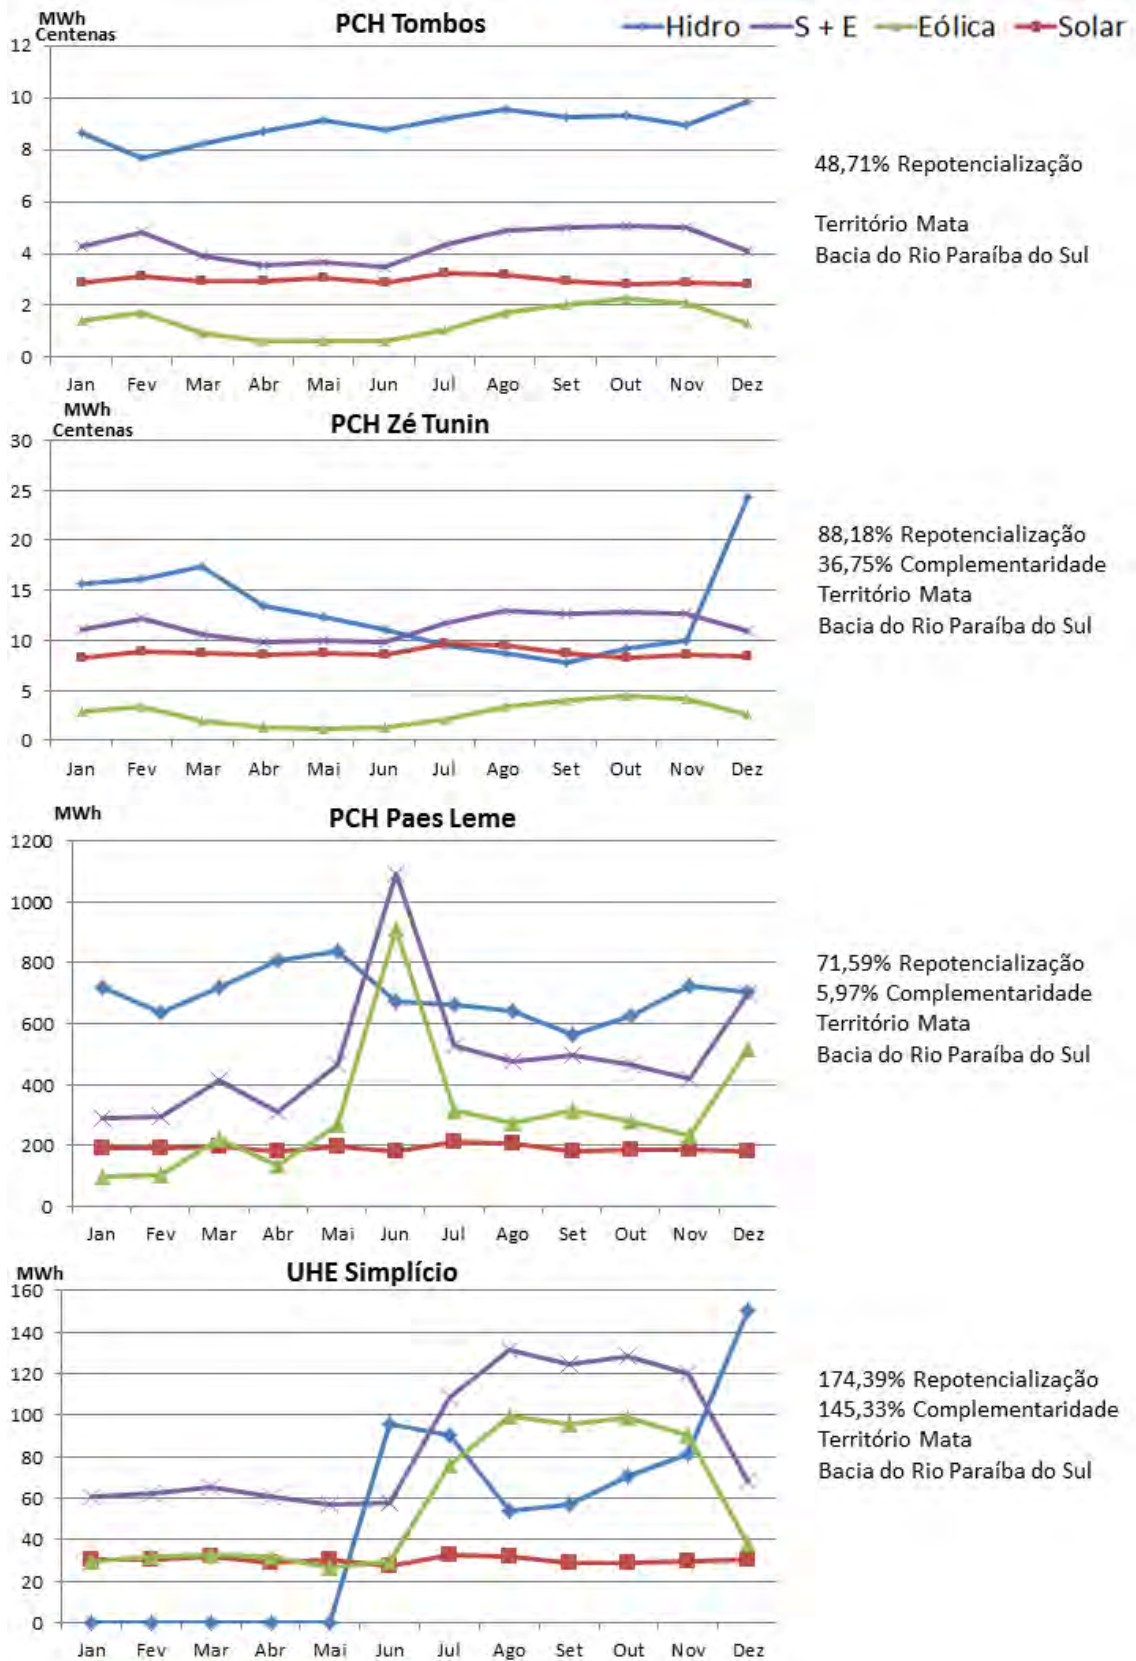 MWh
Centenas
PCH Tombos
Hidro S + E Eólica Solar
12
10
8
6
4
2
0
Jan Fev Mar Abr Mai Jun Jul Ago Set Out Nov Dez
48,71% Repotencialização
Território Mata
Bacia do Rio Paraíba do Sul
MWh
Centenas
PCH Zé Tunin
30
25
20
15
10
5
0
Jan Fev Mar Abr Mai Jun Jul Ago Set Out Nov Dez
88,18% Repotencialização
36,75% Complementaridade
Território Mata
Bacia do Rio Paraíba do Sul
MWh
PCH Paes Leme
1200
1000
800
600
400
200
0
Jan Fev Mar Abr Mai Jun Jul Ago Set Out Nov Dez
71,59% Repotencialização
5,97% Complementaridade
Território Mata
Bacia do Rio Paraíba do Sul
MWh
UHE Simplício
160
140
120
100
80
60
40
20
0
Jan Fev Mar Abr Mai Jun Jul Ago Set Out Nov Dez
174,39% Repotencialização
145,33% Complementaridade
Território Mata
Bacia do Rio Paraíba do Sul